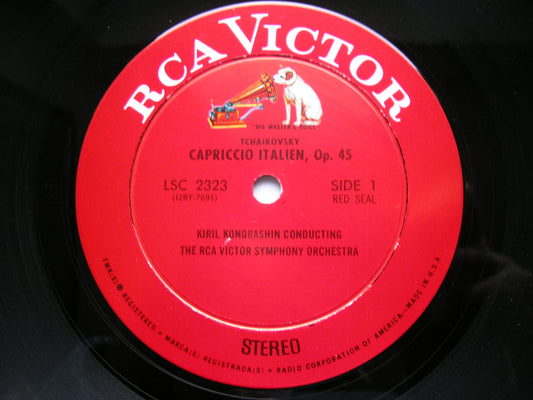 RCA VICTOR
"HIS MASTER'S VOICE"
TCHAIKOVSKY
CAPRICCIO ITALIEN, Op. 45
LSC 2323
(J2RY-7691)
SIDE 1
RED SEAL
KIRIL KONDRASHIN CONDUCTING
THE RCA VICTOR SYMPHONY ORCHESTRA
STEREO
TMK(S) ® REGISTERED • MARCA(S) REGISTRADA(S) • RADIO CORPORATION OF AMERICA—MADE IN U.S.A.